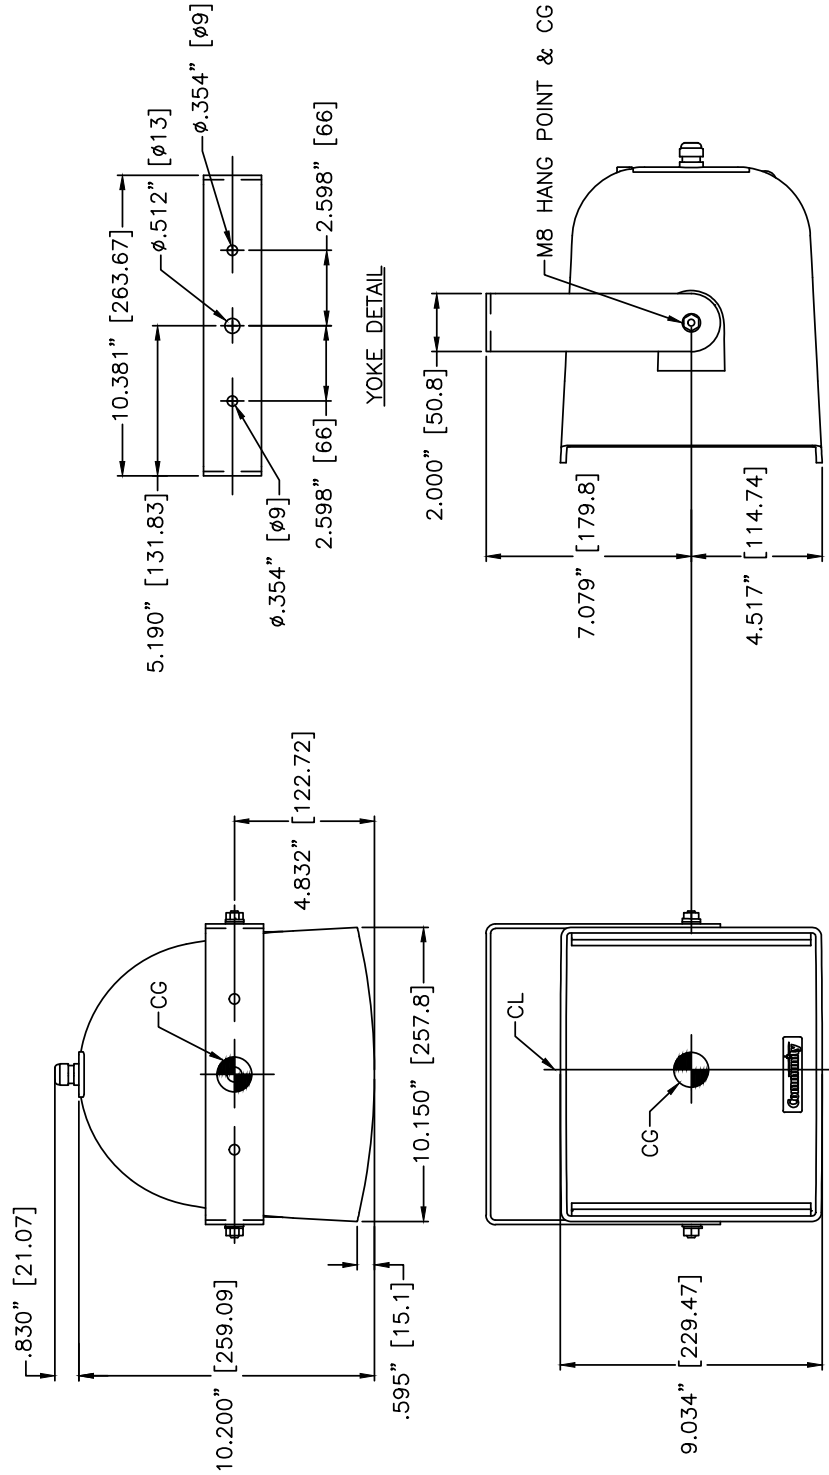 .830” [21.07]
10.200” [259.09]
.595” [15.1]
10.150” [257.8]
4.832” [122.72]
CG
5.190” [131.83]
10.381” [263.67]
ø.512” [ø13]
ø.354” [ø9]
ø.354” [ø9]
2.598” [66]
2.598” [66]
YOKE DETAIL
9.034” [229.47]
CG
CL
Community
7.079” [179.8]
4.517” [114.74]
2.000” [50.8]
M8 HANG POINT & CG